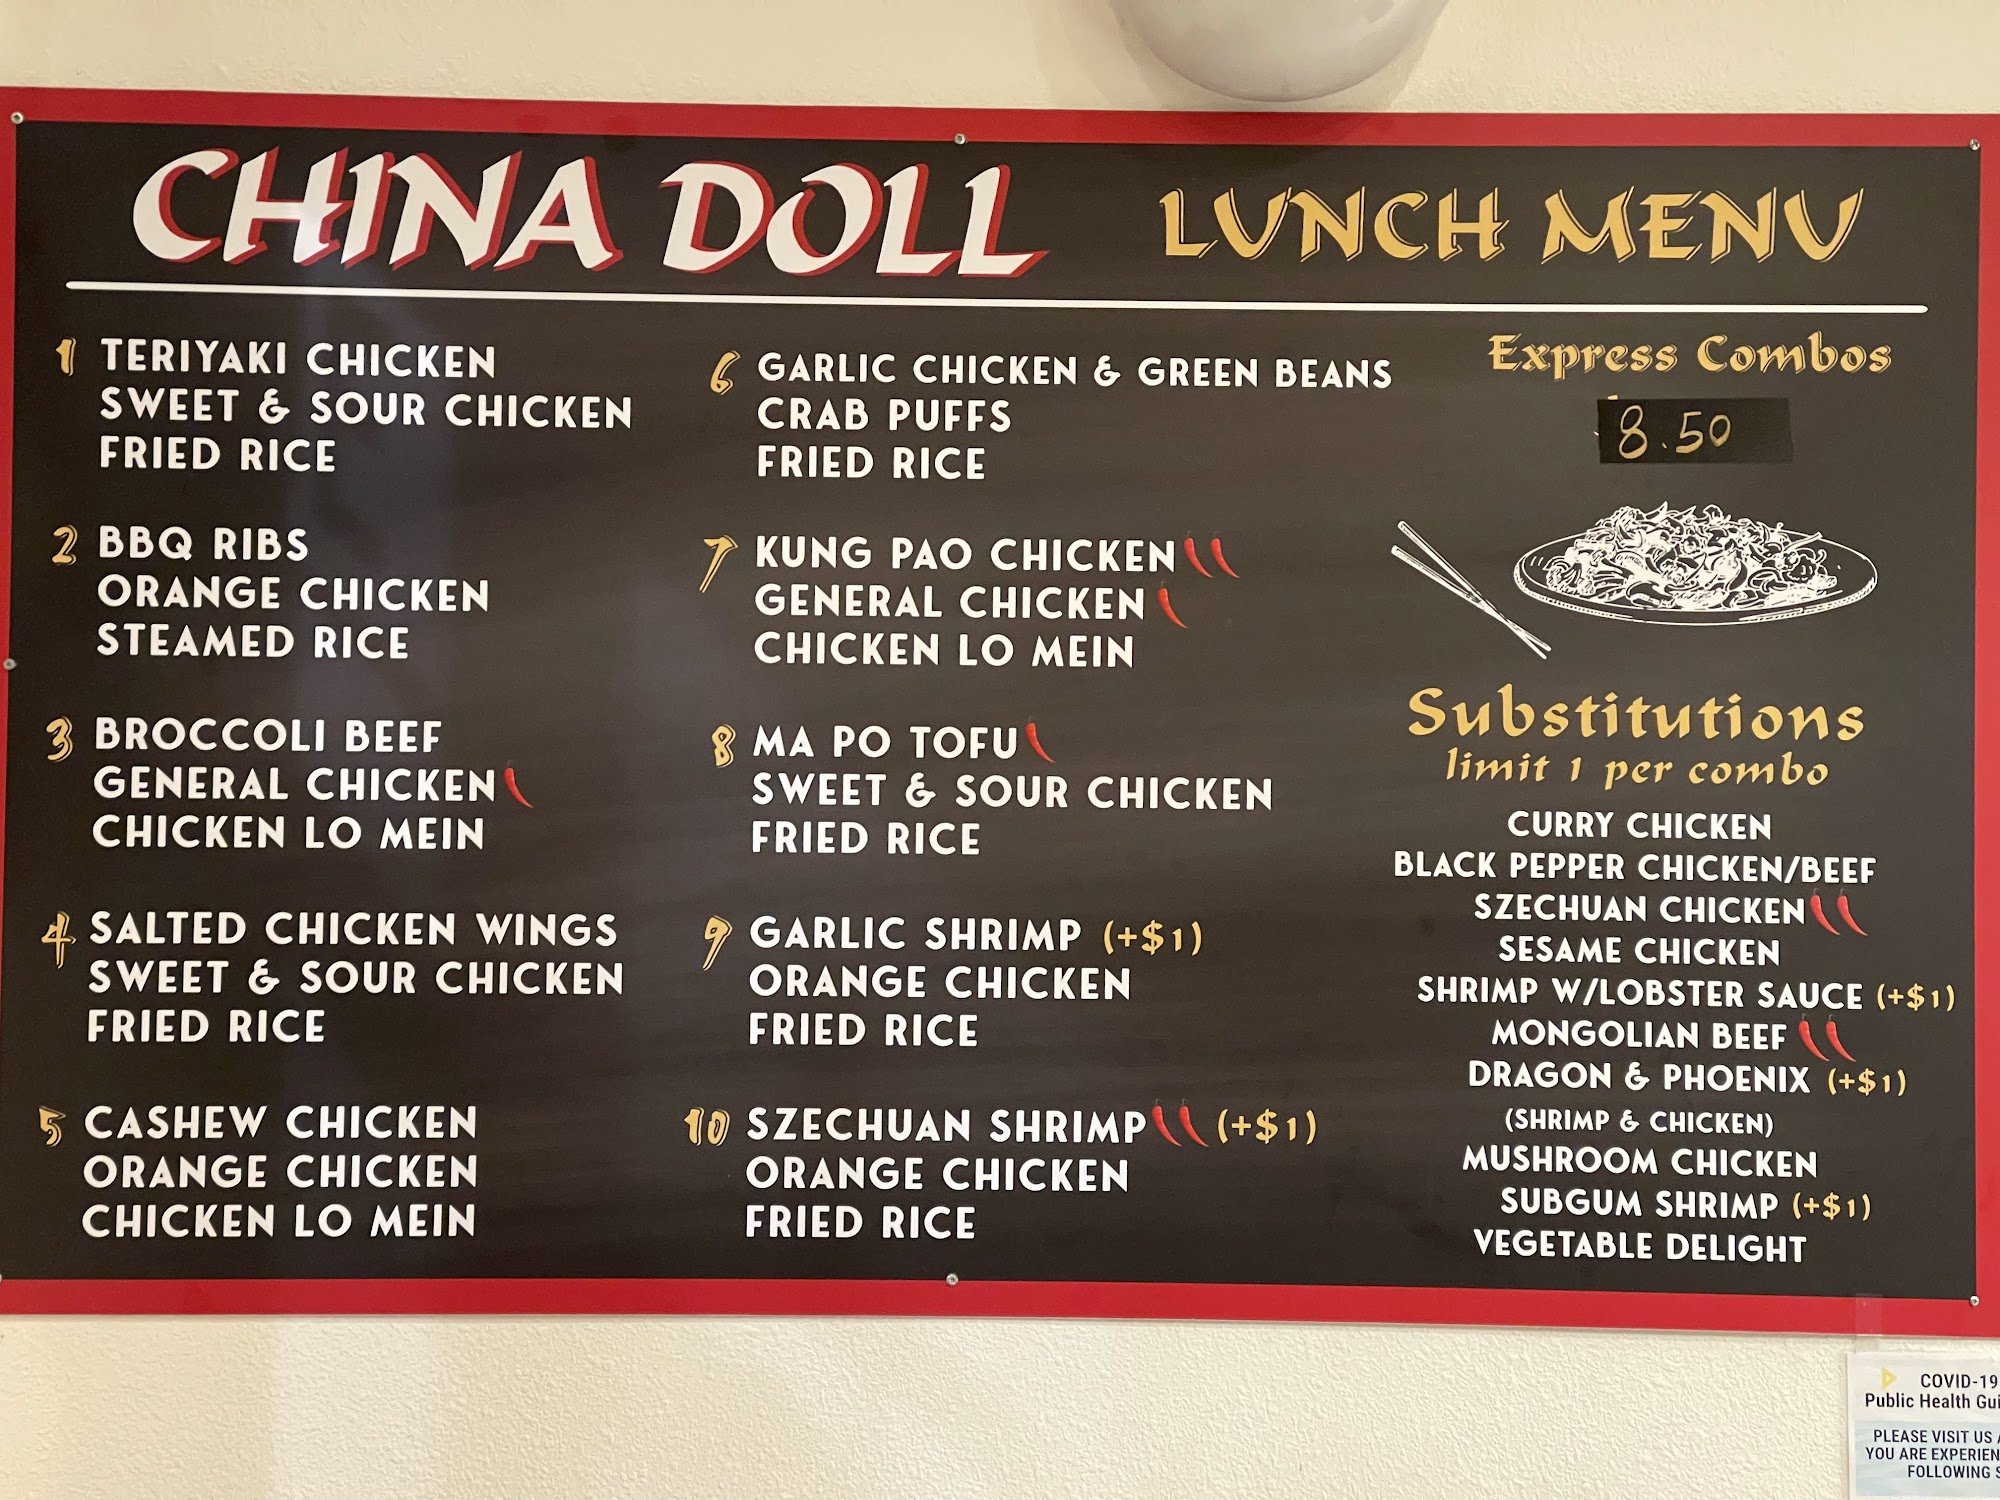 CHINA DOLL LUNCH MENU
1 TERIYAKI CHICKEN
SWEET & SOUR CHICKEN
FRIED RICE
2 BBQ RIBS
ORANGE CHICKEN
STEAMED RICE
3 BROCCOLI BEEF
GENERAL CHICKEN
CHICKEN LO MEIN
4 SALTED CHICKEN WINGS
SWEET & SOUR CHICKEN
FRIED RICE
5 CASHEW CHICKEN
ORANGE CHICKEN
CHICKEN LO MEIN
6 GARLIC CHICKEN & GREEN BEANS
CRAB PUFFS
FRIED RICE
7 KUNG PAO CHICKEN
GENERAL CHICKEN
CHICKEN LO MEIN
8 MA PO TOFU
SWEET & SOUR CHICKEN
FRIED RICE
9 GARLIC SHRIMP (+$1)
ORANGE CHICKEN
FRIED RICE
10 SZECHUAN SHRIMP (+$1)
ORANGE CHICKEN
FRIED RICE
Express Combos
8.50
Substitutions
limit 1 per combo
CURRY CHICKEN
BLACK PEPPER CHICKEN/BEEF
SZECHUAN CHICKEN
SESAME CHICKEN
SHRIMP W/LOBSTER SAUCE (+$1)
MONGOLIAN BEEF
DRAGON & PHOENIX (+$1)
(SHRIMP & CHICKEN)
MUSHROOM CHICKEN
SUBGUM SHRIMP (+$1)
VEGETABLE DELIGHT
COVID-19
Public Health
PLEASE VISIT US
YOU ARE
FOLLOWING